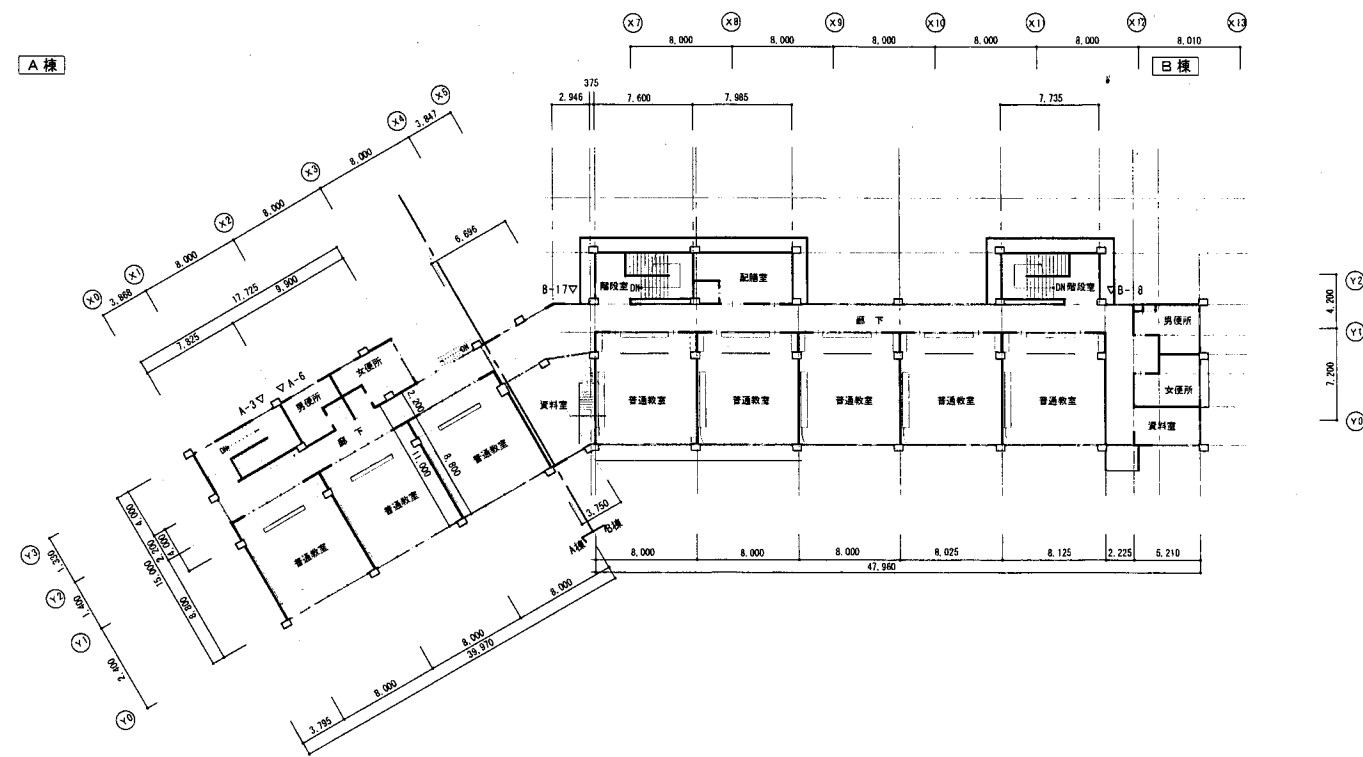 A棟
B棟
X7
X8
X9
X10
X11
X12
X13
8,000
8,000
8,000
8,000
8,000
8,010
375
2,946
7,600
7,985
7,735
X0
X1
X2
X3
X4
X5
3,868
8,000
8,000
8,000
3,847
17,725
7,825
9,900
6,696
B-17▽
階段室
DN
配膳室
DN
階段室
廊下
男便所
女便所
資料室
普通教室
普通教室
普通教室
普通教室
普通教室
資料室
Y2
Y1
Y0
4,200
7,200
A-3▽
▽A-6
男便所
女便所
DN
DN
廊下
2,200
11,000
8,800
普通教室
普通教室
普通教室
3,750
A棟
B棟
8,000
8,000
8,000
8,025
8,125
2,225
5,210
47,960
Y3
Y2
Y1
Y0
1,400
2,400
4,000
2,200
4,000
15,000
8,800
3,795
8,000
8,000
8,000
39,970